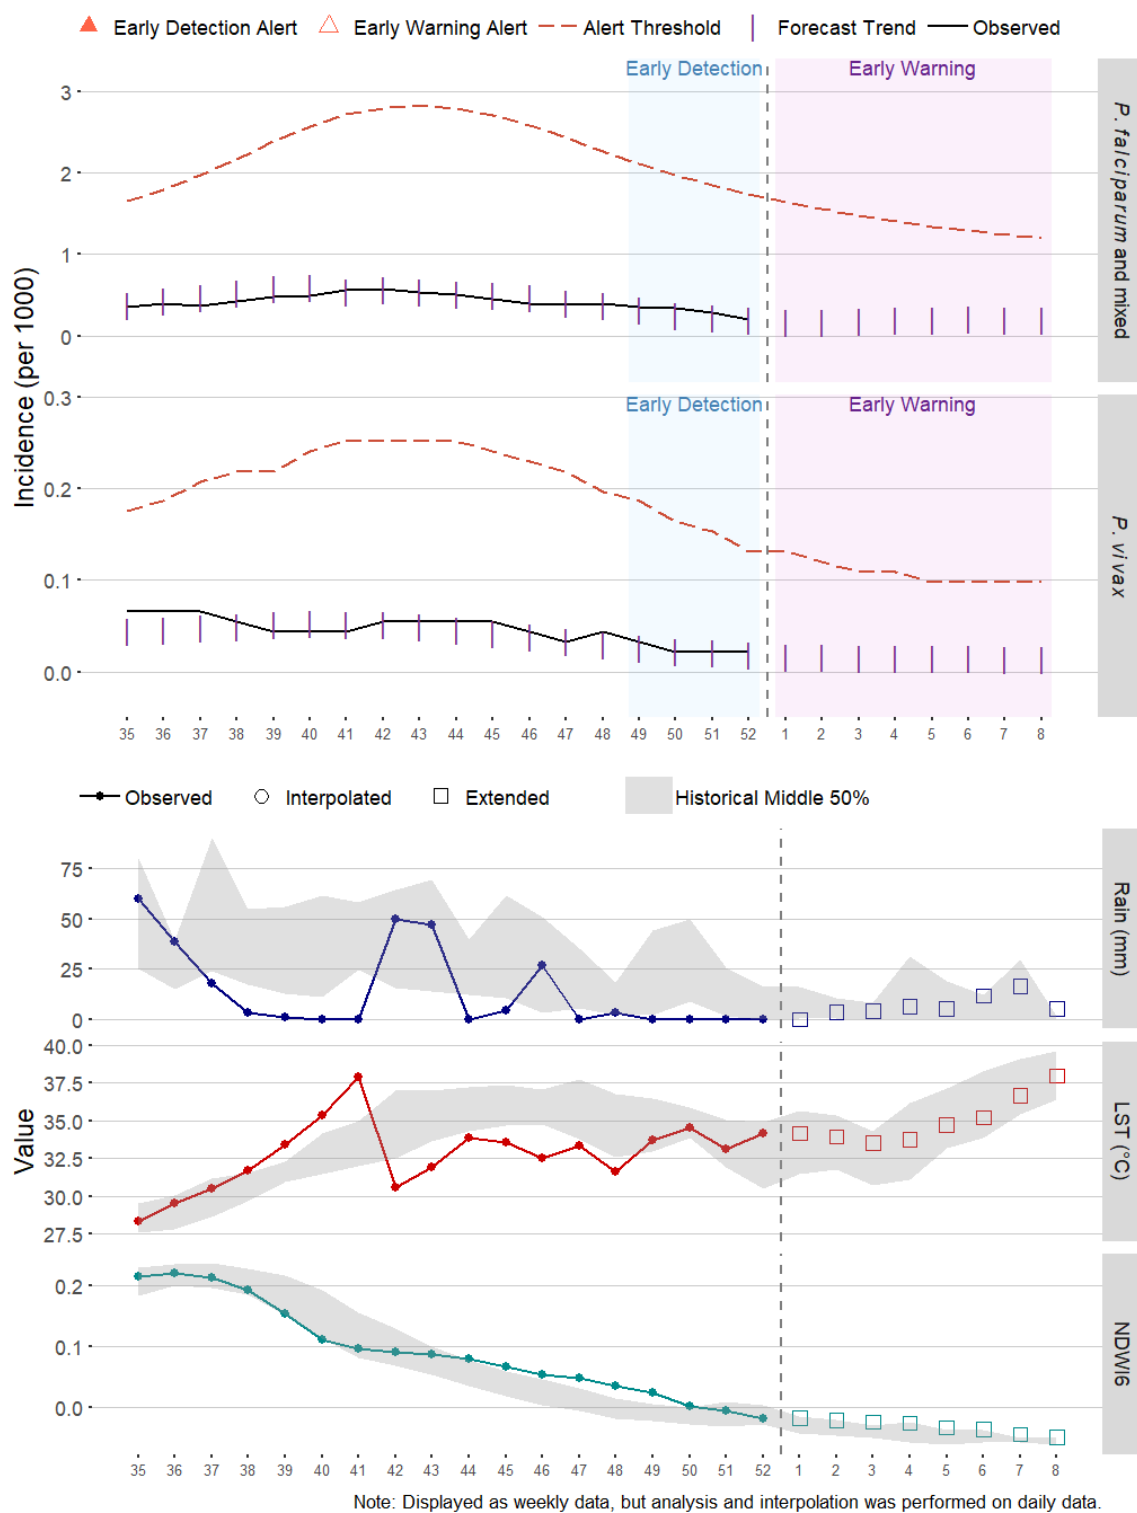 Early Detection Alert Early Warning Alert Alert Threshold Forecast Trend Observed
Early Detection Early Warning
3
2
1
0
P. falciparum and mixed
Incidence (per 1000)
Early Detection Early Warning
0.3
0.2
0.1
0.0
P. vivax
35 36 37 38 39 40 41 42 43 44 45 46 47 48 49 50 51 52 1 2 3 4 5 6 7 8
Observed Interpolated Extended Historical Middle 50%
75
50
25
0
Rain (mm)
Value
40.0
37.5
35.0
32.5
30.0
27.5
LST (°C)
0.2
0.1
0.0
NDWI6
35 36 37 38 39 40 41 42 43 44 45 46 47 48 49 50 51 52 1 2 3 4 5 6 7 8
Note: Displayed as weekly data, but analysis and interpolation was performed on daily data.